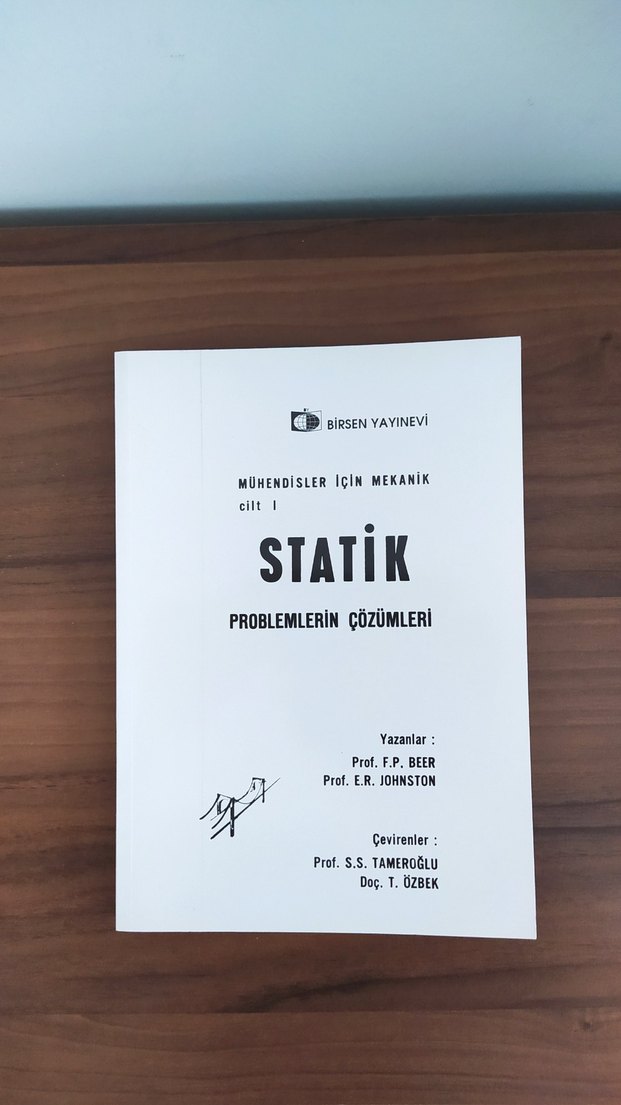 BİRSEN YAYINEVİ
MÜHENDİSLER İÇİN MEKANİK
cilt I
STATİK
PROBLEMLERİN ÇÖZÜMLERİ
Yazanlar :
Prof. F.P. BEER
Prof. E.R. JOHNSTON
Çevirenler :
Prof. S.S. TAMEROĞLU
Doç. T. ÖZBEK